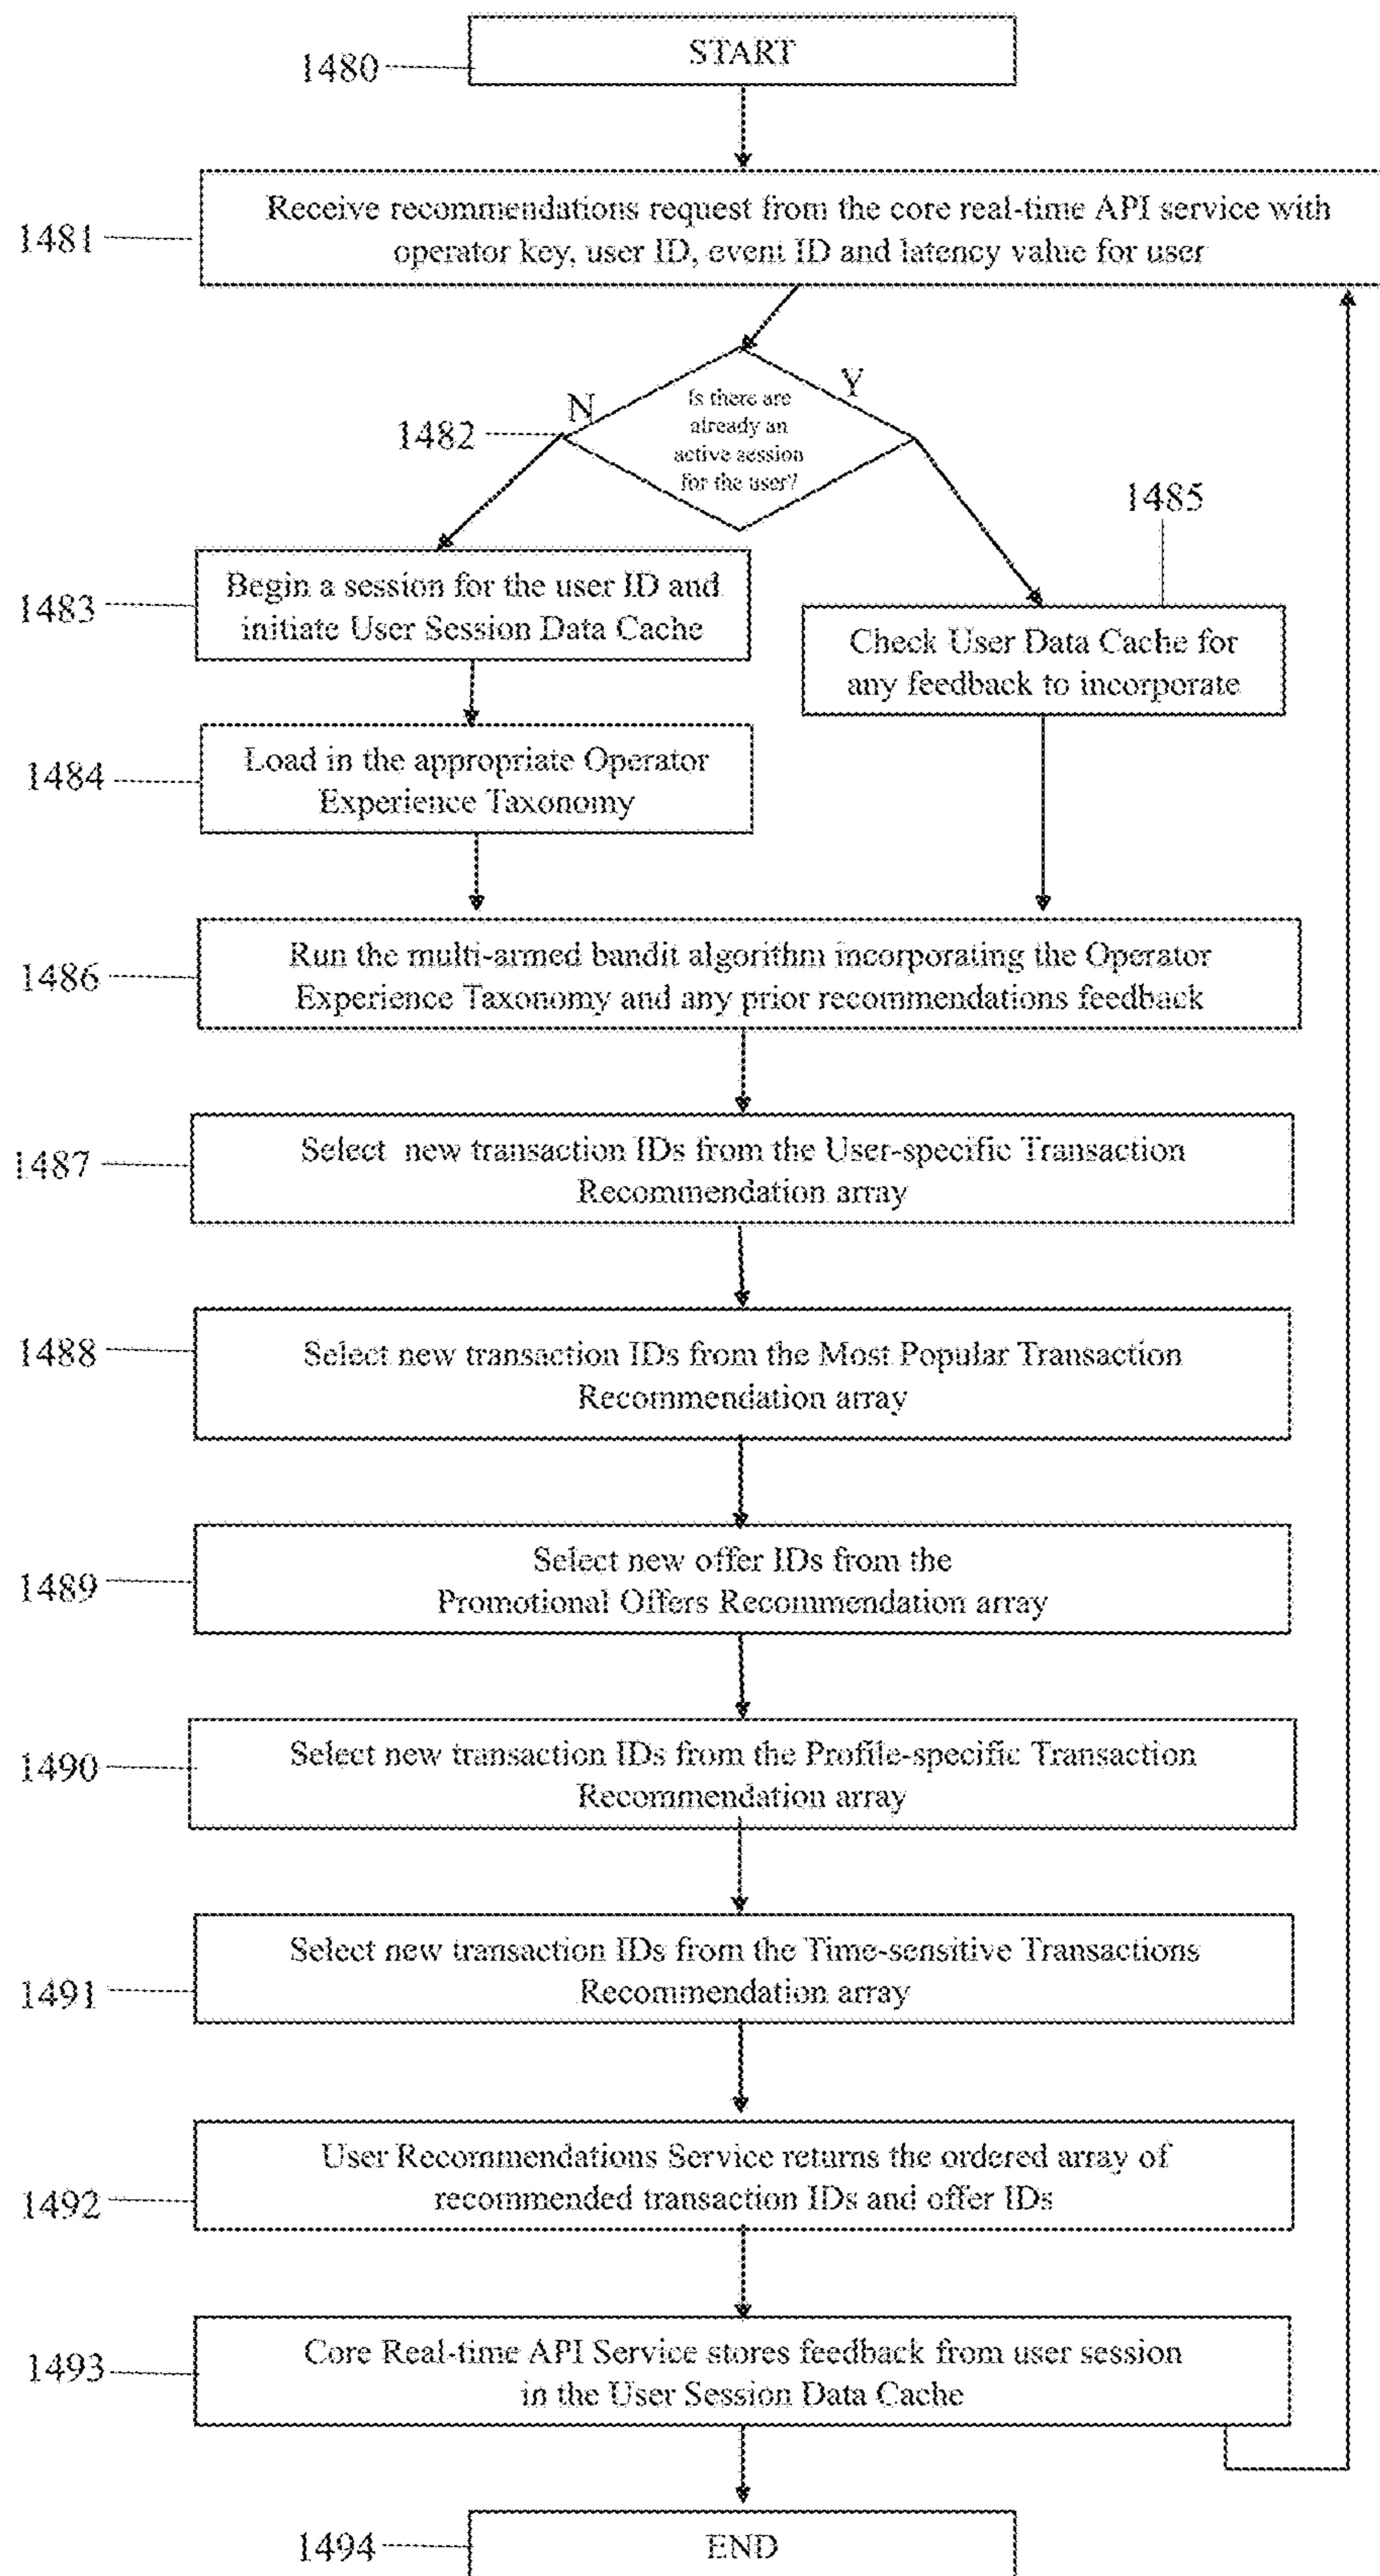 START
1480
Receive recommendations request from the core real-time API service with
operator key, user ID, event ID and latency value for user
1481
N
Y
Is there are
already an
active session
for the user?
1482
1485
Begin a session for the user ID and
initiate User Session Data Cache
1483
Check User Data Cache for
any feedback to incorporate
Load in the appropriate Operator
Experience Taxonomy
1484
Run the multi-armed bandit algorithm incorporating the Operator
Experience Taxonomy and any prior recommendations feedback
1486
Select new transaction IDs from the User-specific Transaction
Recommendation array
1487
Select new transaction IDs from the Most Popular Transaction
Recommendation array
1488
Select new offer IDs from the
Promotional Offers Recommendation array
1489
Select new transaction IDs from the Profile-specific Transaction
Recommendation array
1490
Select new transaction IDs from the Time-sensitive Transactions
Recommendation array
1491
User Recommendations Service returns the ordered array of
recommended transaction IDs and offer IDs
1492
Core Real-time API Service stores feedback from user session
in the User Session Data Cache
1493
END
1494